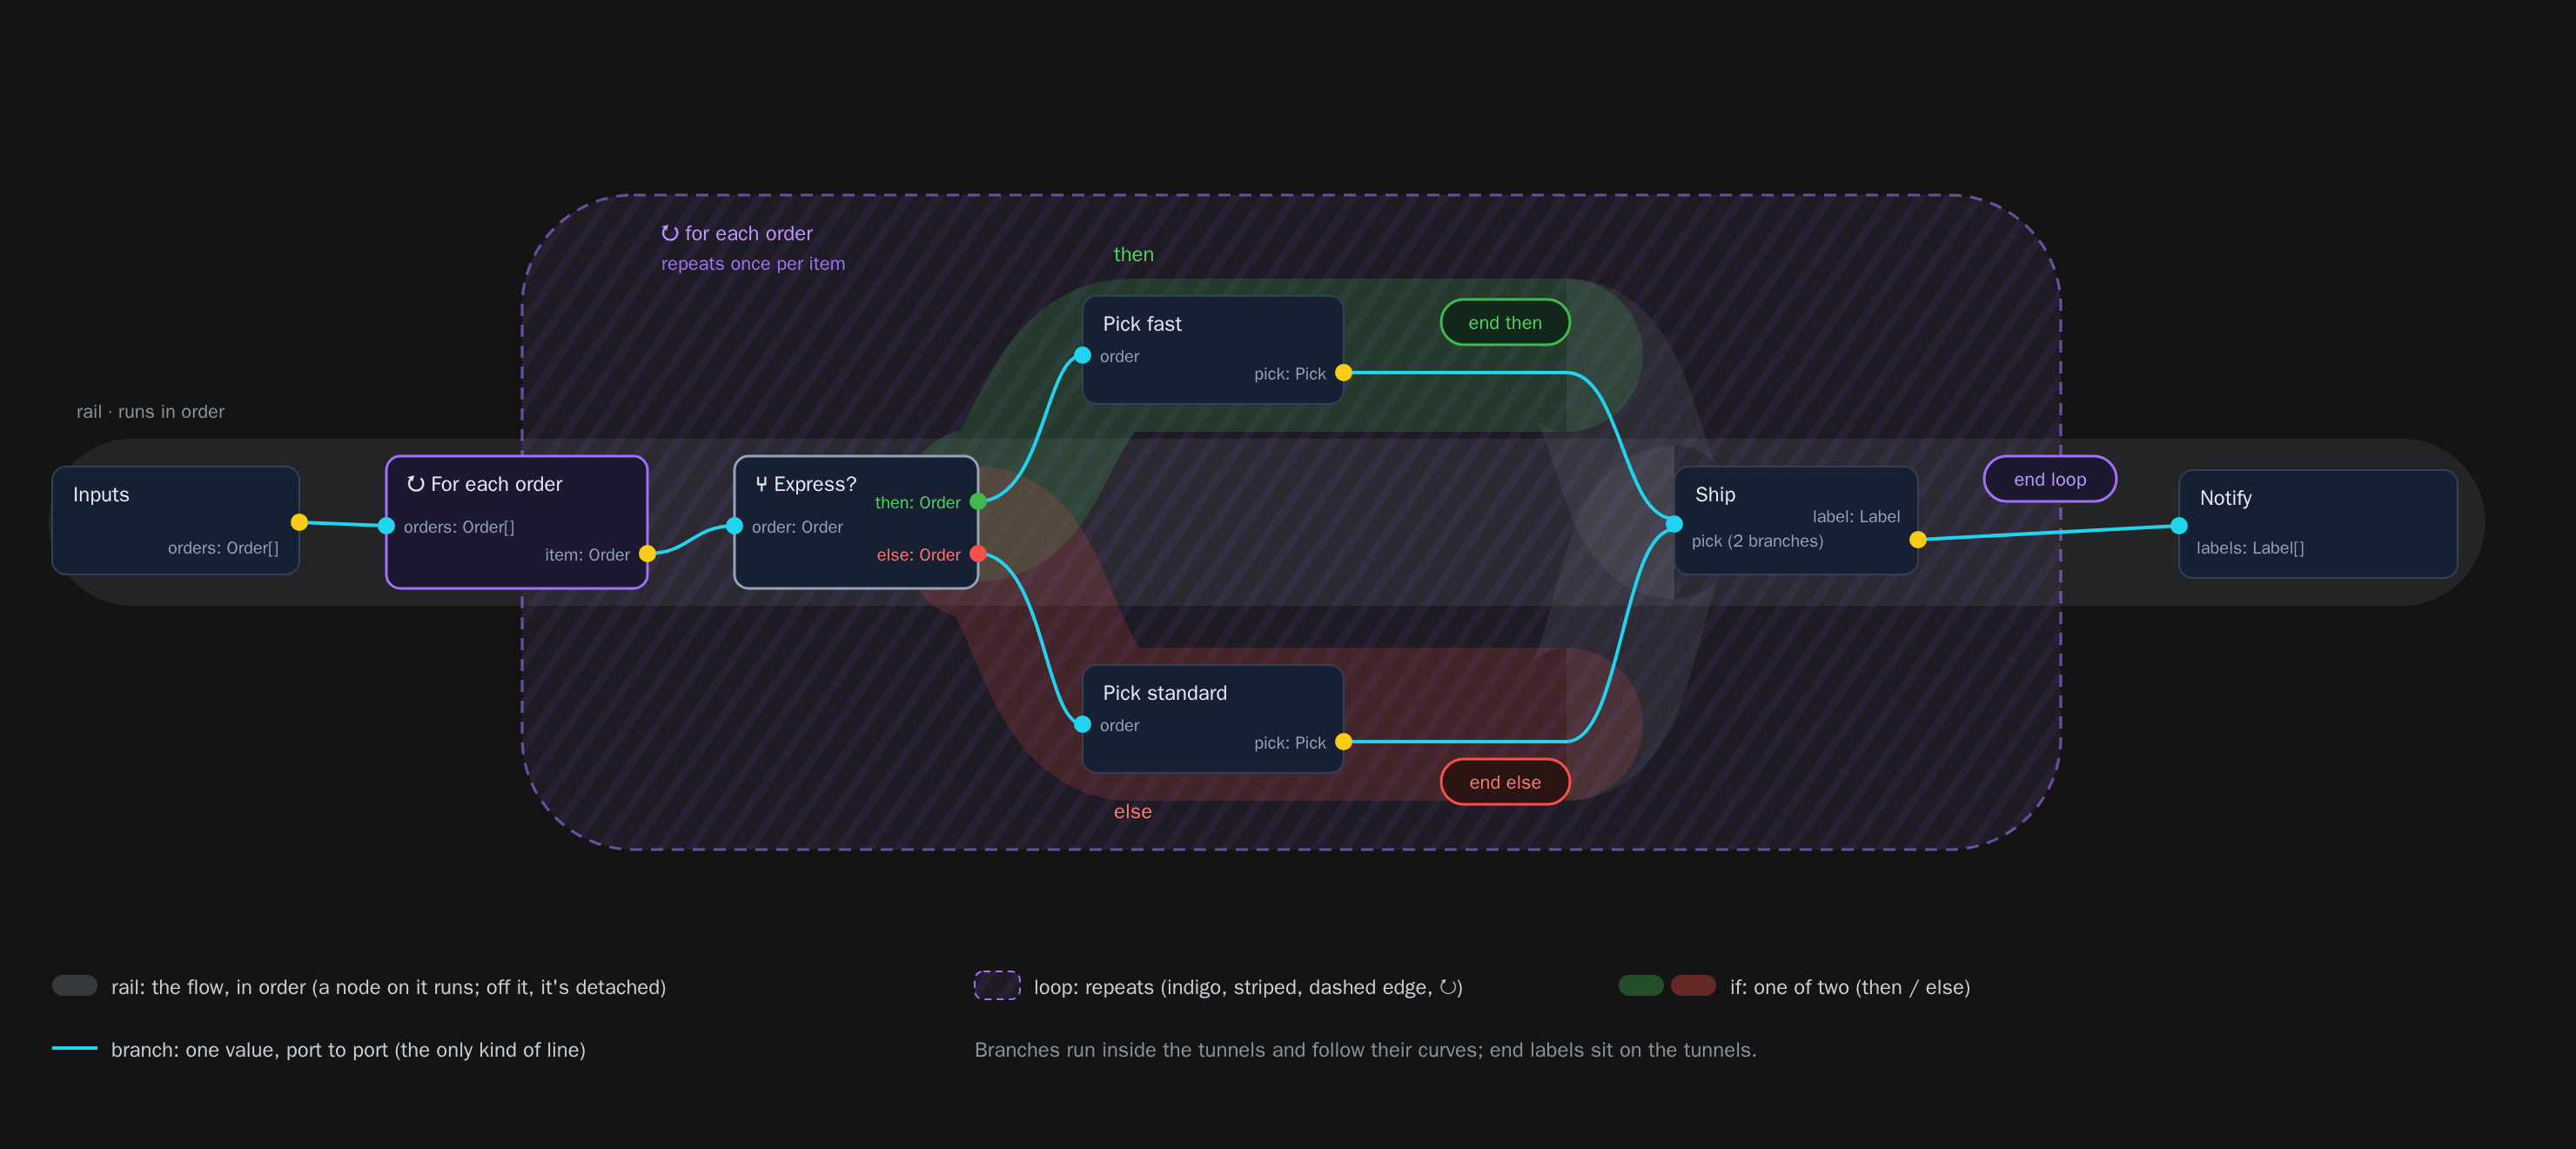 ↻ for each order
repeats once per item
then
Pick fast
order
pick: Pick
end then
rail · runs in order
Inputs
orders: Order[]
↻ For each order
orders: Order[]
item: Order
⑂ Express?
then: Order
order: Order
else: Order
Ship
label: Label
pick (2 branches)
end loop
Notify
labels: Label[]
Pick standard
order
pick: Pick
end else
else
rail: the flow, in order (a node on it runs; off it, it's detached)
loop: repeats (indigo, striped, dashed edge, ↻)
if: one of two (then / else)
branch: one value, port to port (the only kind of line)
Branches run inside the tunnels and follow their curves; end labels sit on the tunnels.